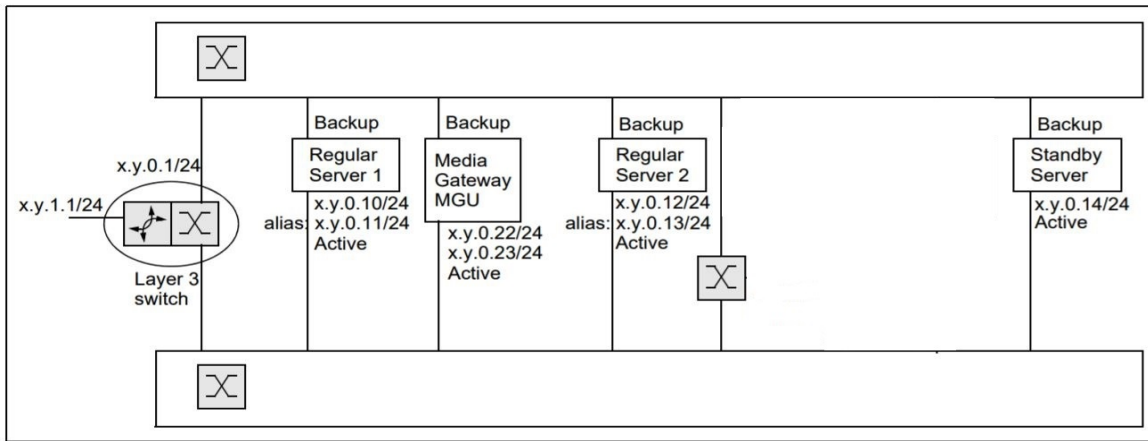 Backup
Regular
Server 1
x.y.0.10/24
alias: x.y.0.11/24
Active
Backup
Media
Gateway
MGU
x.y.0.22/24
x.y.0.23/24
Active
Backup
Regular
Server 2
x.y.0.12/24
alias: x.y.0.13/24
Active
Backup
Standby
Server
x.y.0.14/24
Active
x.y.0.1/24
x.y.1.1/24
Layer 3
switch